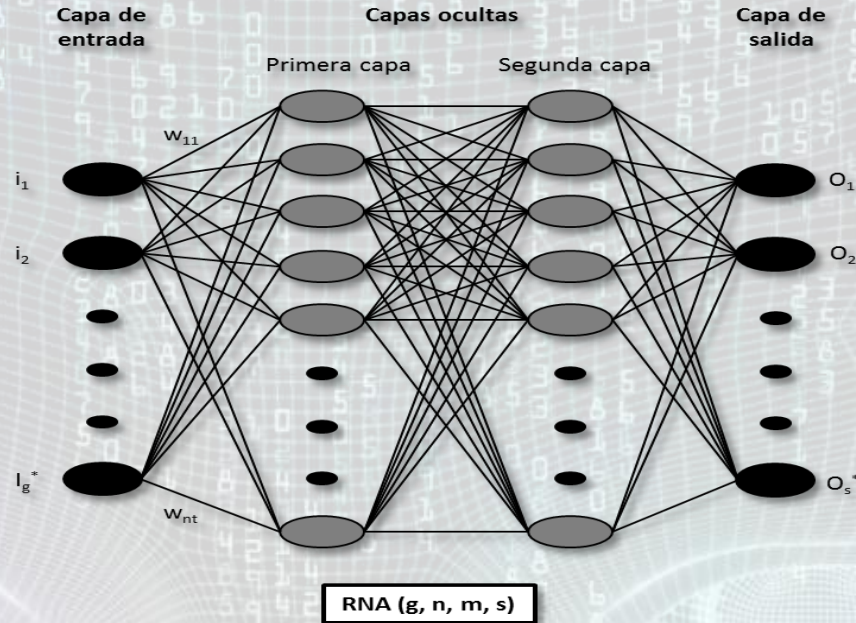 Capa de
entrada
Capas ocultas
Capa de
salida
Primera capa
Segunda capa
w11
i1
i2
Ig*
wnt
O1
O2
Os*
RNA (g, n, m, s)